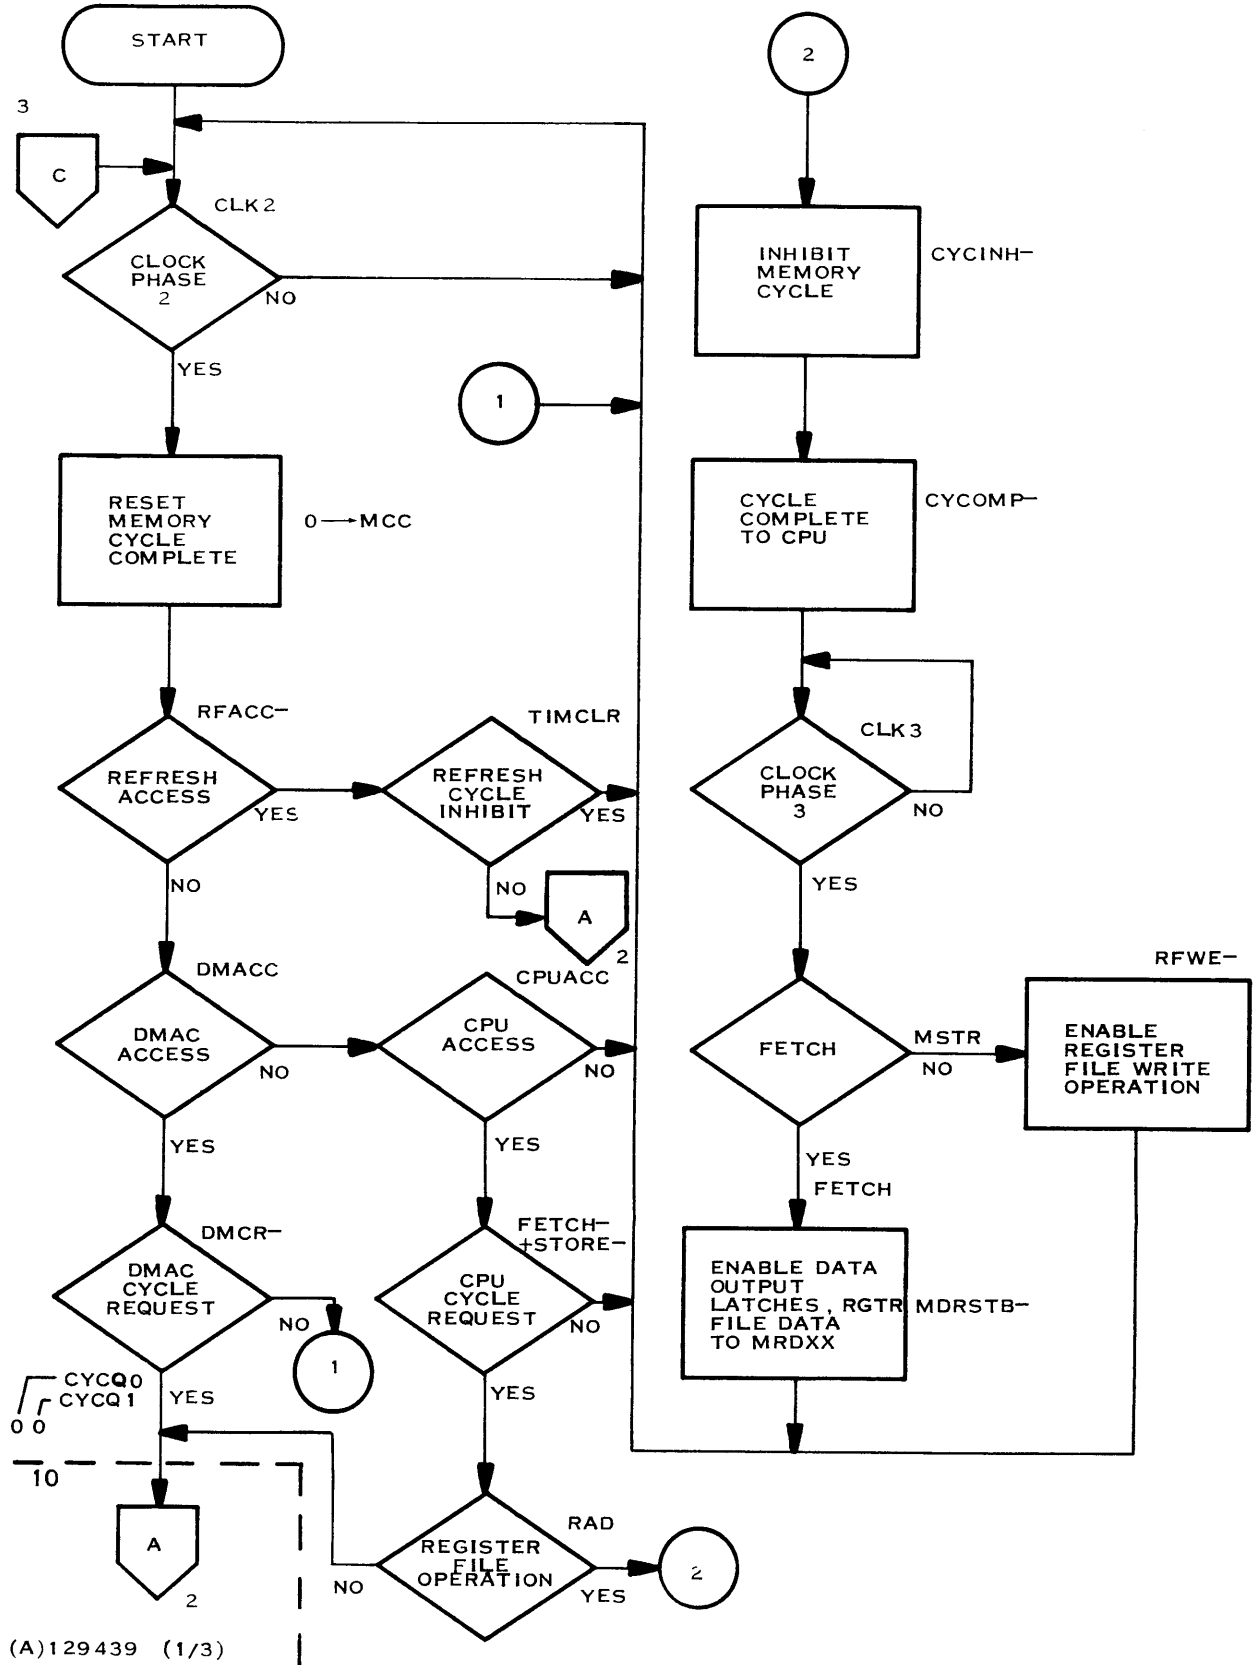 START
3
C
CLK2
CLOCK
PHASE
2
NO
YES
1
RESET
MEMORY
CYCLE
COMPLETE
0→MCC
RFACC-
REFRESH
ACCESS
YES
NO
TIMCLR
REFRESH
CYCLE
INHIBIT
YES
NO
A
2
DMACC
DMAC
ACCESS
NO
YES
CPUACC
CPU
ACCESS
NO
YES
DMCR-
DMAC
CYCLE
REQUEST
NO
1
YES
CYCQ0
CYCQ1
0 0
10
A
2
FETCH-
+STORE-
CPU
CYCLE
REQUEST
NO
YES
RAD
REGISTER
FILE
OPERATION
NO
YES
2
2
INHIBIT
MEMORY
CYCLE
CYCINH-
CYCLE
COMPLETE
TO CPU
CYCOMP-
CLK3
CLOCK
PHASE
3
NO
YES
FETCH
MSTR
NO
RFWE-
ENABLE
REGISTER
FILE WRITE
OPERATION
YES
FETCH
ENABLE DATA
OUTPUT
LATCHES, RGTR
FILE DATA
TO MRDXX
MDRSTB-
(A)129439 (1/3)